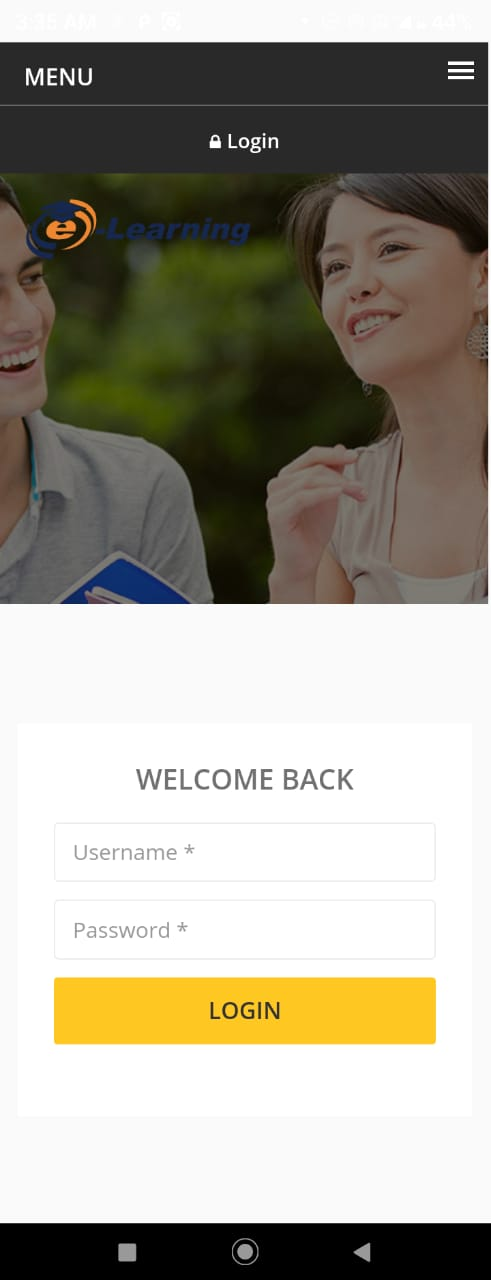 3:35 AM
44%
MENU
Login
e-Learning
WELCOME BACK
Username *
Password *
LOGIN